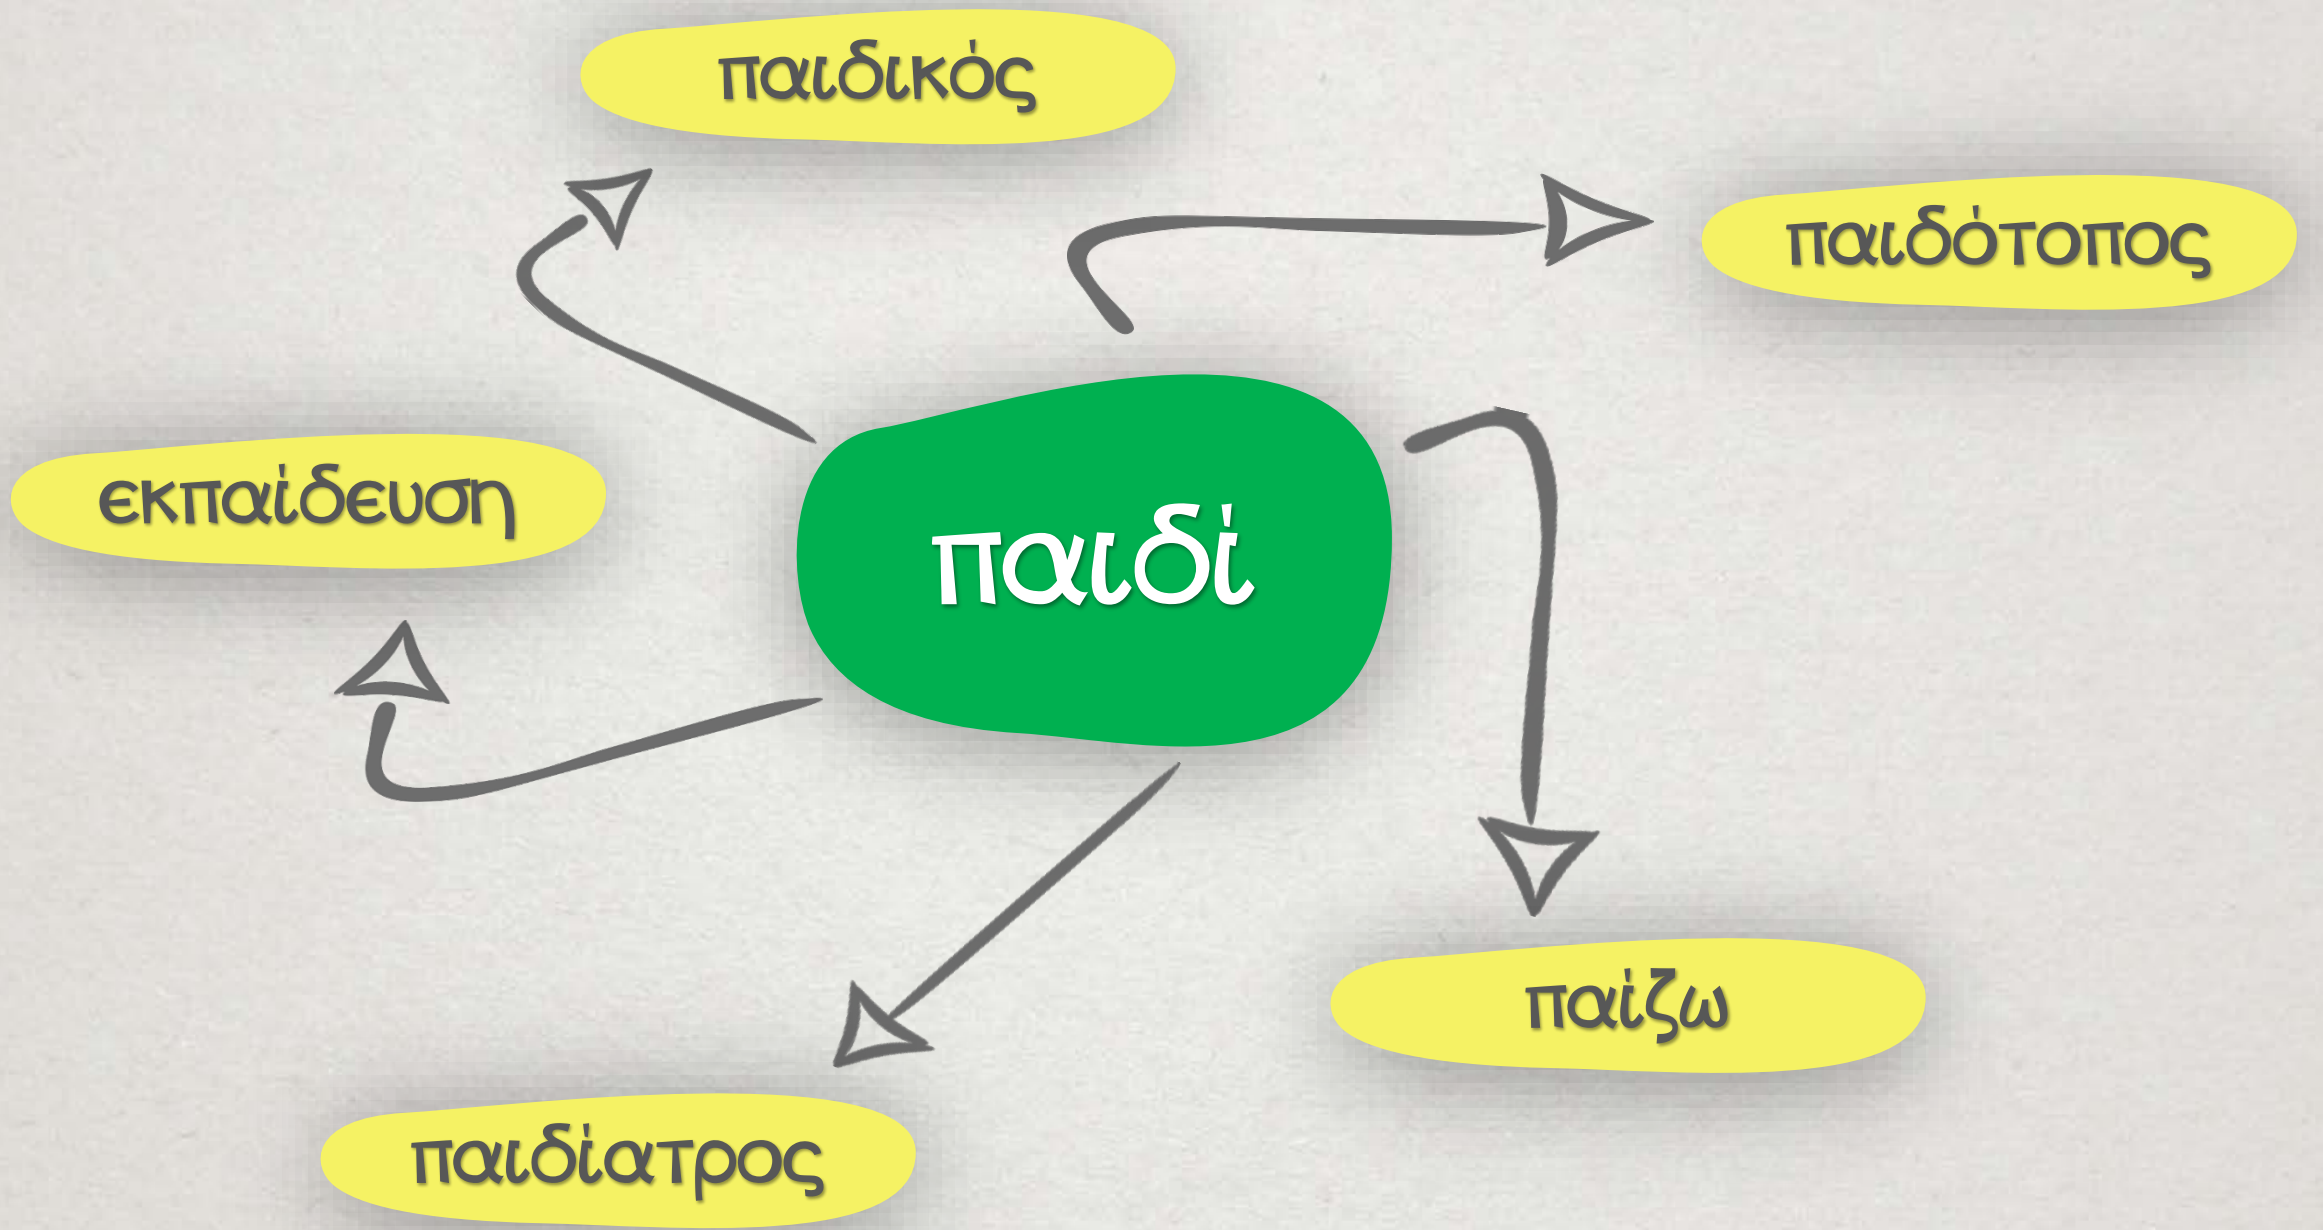 παιδικός
παιδότοπος
εκπαίδευση
παιδί
παίζω
παιδίατρος